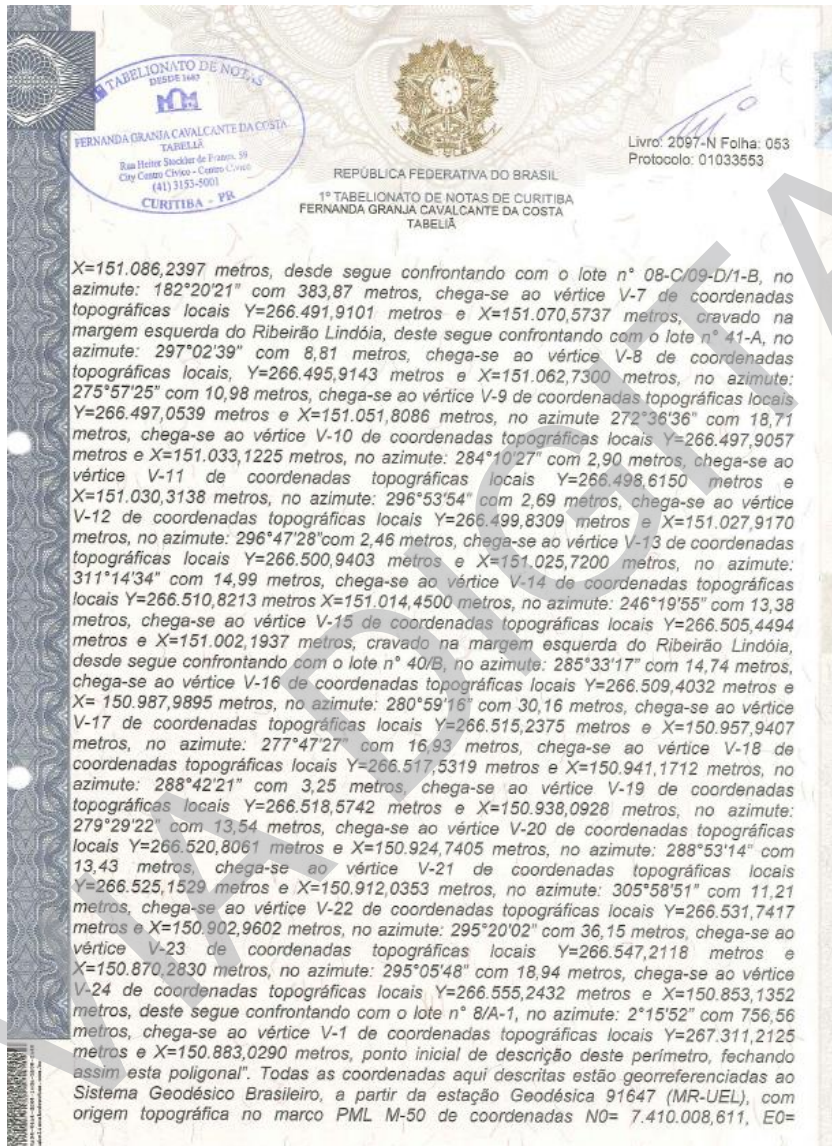 1º TABELIONATO DE NOTAS
DESDE 1687
FERNANDA GRANJA CAVALCANTE DA COSTA
TABELIÃ
Rua Heitor Stockler de França, 59
City Centro Cívico - Centro Cívico
(41) 3153-5001
CURITIBA - PR
Livro: 2097-N Folha: 053
Protocolo: 01033553
REPÚBLICA FEDERATIVA DO BRASIL
1º TABELIONATO DE NOTAS DE CURITIBA
FERNANDA GRANJA CAVALCANTE DA COSTA
TABELIÃ
X=151.086,2397 metros, desde segue confrontando com o lote n° 08-C/09-D/1-B, no
azimute: 182°20'21" com 383,87 metros, chega-se ao vértice V-7 de coordenadas
topográficas locais Y=266.491,9101 metros e X=151.070,5737 metros, cravado na
margem esquerda do Ribeirão Lindóia, deste segue confrontando com o lote n° 41-A, no
azimute: 297°02'39" com 8,81 metros, chega-se ao vértice V-8 de coordenadas
topográficas locais, Y=266.495,9143 metros e X=151.062,7300 metros, no azimute:
275°57'25" com 10,98 metros, chega-se ao vértice V-9 de coordenadas topográficas locais
Y=266.497,0539 metros e X=151.051,8086 metros, no azimute 272°36'36" com 18,71
metros, chega-se ao vértice V-10 de coordenadas topográficas locais Y=266.497,9057
metros e X=151.033,1225 metros, no azimute: 284°10'27" com 2,90 metros, chega-se ao
vértice V-11 de coordenadas topográficas locais Y=266.498,6150 metros e
X=151.030,3138 metros, no azimute: 296°53'54" com 2,69 metros, chega-se ao vértice
V-12 de coordenadas topográficas locais Y=266.499,8309 metros e X=151.027,9170
metros, no azimute: 296°47'28"com 2,46 metros, chega-se ao vértice V-13 de coordenadas
topográficas locais Y=266.500,9403 metros e X=151.025,7200 metros, no azimute:
311°14'34" com 14,99 metros, chega-se ao vértice V-14 de coordenadas topográficas
locais Y=266.510,8213 metros X=151.014,4500 metros, no azimute: 246°19'55" com 13,38
metros, chega-se ao vértice V-15 de coordenadas topográficas locais Y=266.505,4494
metros e X=151.002,1937 metros, cravado na margem esquerda do Ribeirão Lindóia,
desde segue confrontando com o lote n° 40/B, no azimute: 285°33'17" com 14,74 metros,
chega-se ao vértice V-16 de coordenadas topográficas locais Y=266.509,4032 metros e
X= 150.987,9895 metros, no azimute: 280°59'16" com 30,16 metros, chega-se ao vértice
V-17 de coordenadas topográficas locais Y=266.515,2375 metros e X=150.957,9407
metros, no azimute: 277°47'27" com 16,93 metros, chega-se ao vértice V-18 de
coordenadas topográficas locais Y=266.517,5319 metros e X=150.941,1712 metros, no
azimute: 288°42'21" com 3,25 metros, chega-se ao vértice V-19 de coordenadas
topográficas locais Y=266.518,5742 metros e X=150.938,0928 metros, no azimute:
279°29'22" com 13,54 metros, chega-se ao vértice V-20 de coordenadas topográficas
locais Y=266.520,8061 metros e X=150.924,7405 metros, no azimute: 288°53'14" com
13,43 metros, chega-se ao vértice V-21 de coordenadas topográficas locais
Y=266.525,1529 metros e X=150.912,0353 metros, no azimute: 305°58'51" com 11,21
metros, chega-se ao vértice V-22 de coordenadas topográficas locais Y=266.531,7417
metros e X=150.902,9602 metros, no azimute: 295°20'02" com 36,15 metros, chega-se ao
vértice V-23 de coordenadas topográficas locais Y=266.547,2118 metros e
X=150.870,2830 metros, no azimute: 295°05'48" com 18,94 metros, chega-se ao vértice
V-24 de coordenadas topográficas locais Y=266.555,2432 metros e X=150.853,1352
metros, deste segue confrontando com o lote n° 8/A-1, no azimute: 2°15'52" com 756,56
metros, chega-se ao vértice V-1 de coordenadas topográficas locais Y=267.311,2125
metros e X=150.883,0290 metros, ponto inicial de descrição deste perímetro, fechando
assim esta poligonal". Todas as coordenadas aqui descritas estão georreferenciadas ao
Sistema Geodésico Brasileiro, a partir da estação Geodésica 91647 (MR-UEL), com
origem topográfica no marco PML M-50 de coordenadas N0= 7.410.008,611, E0=
VIA DIGITA